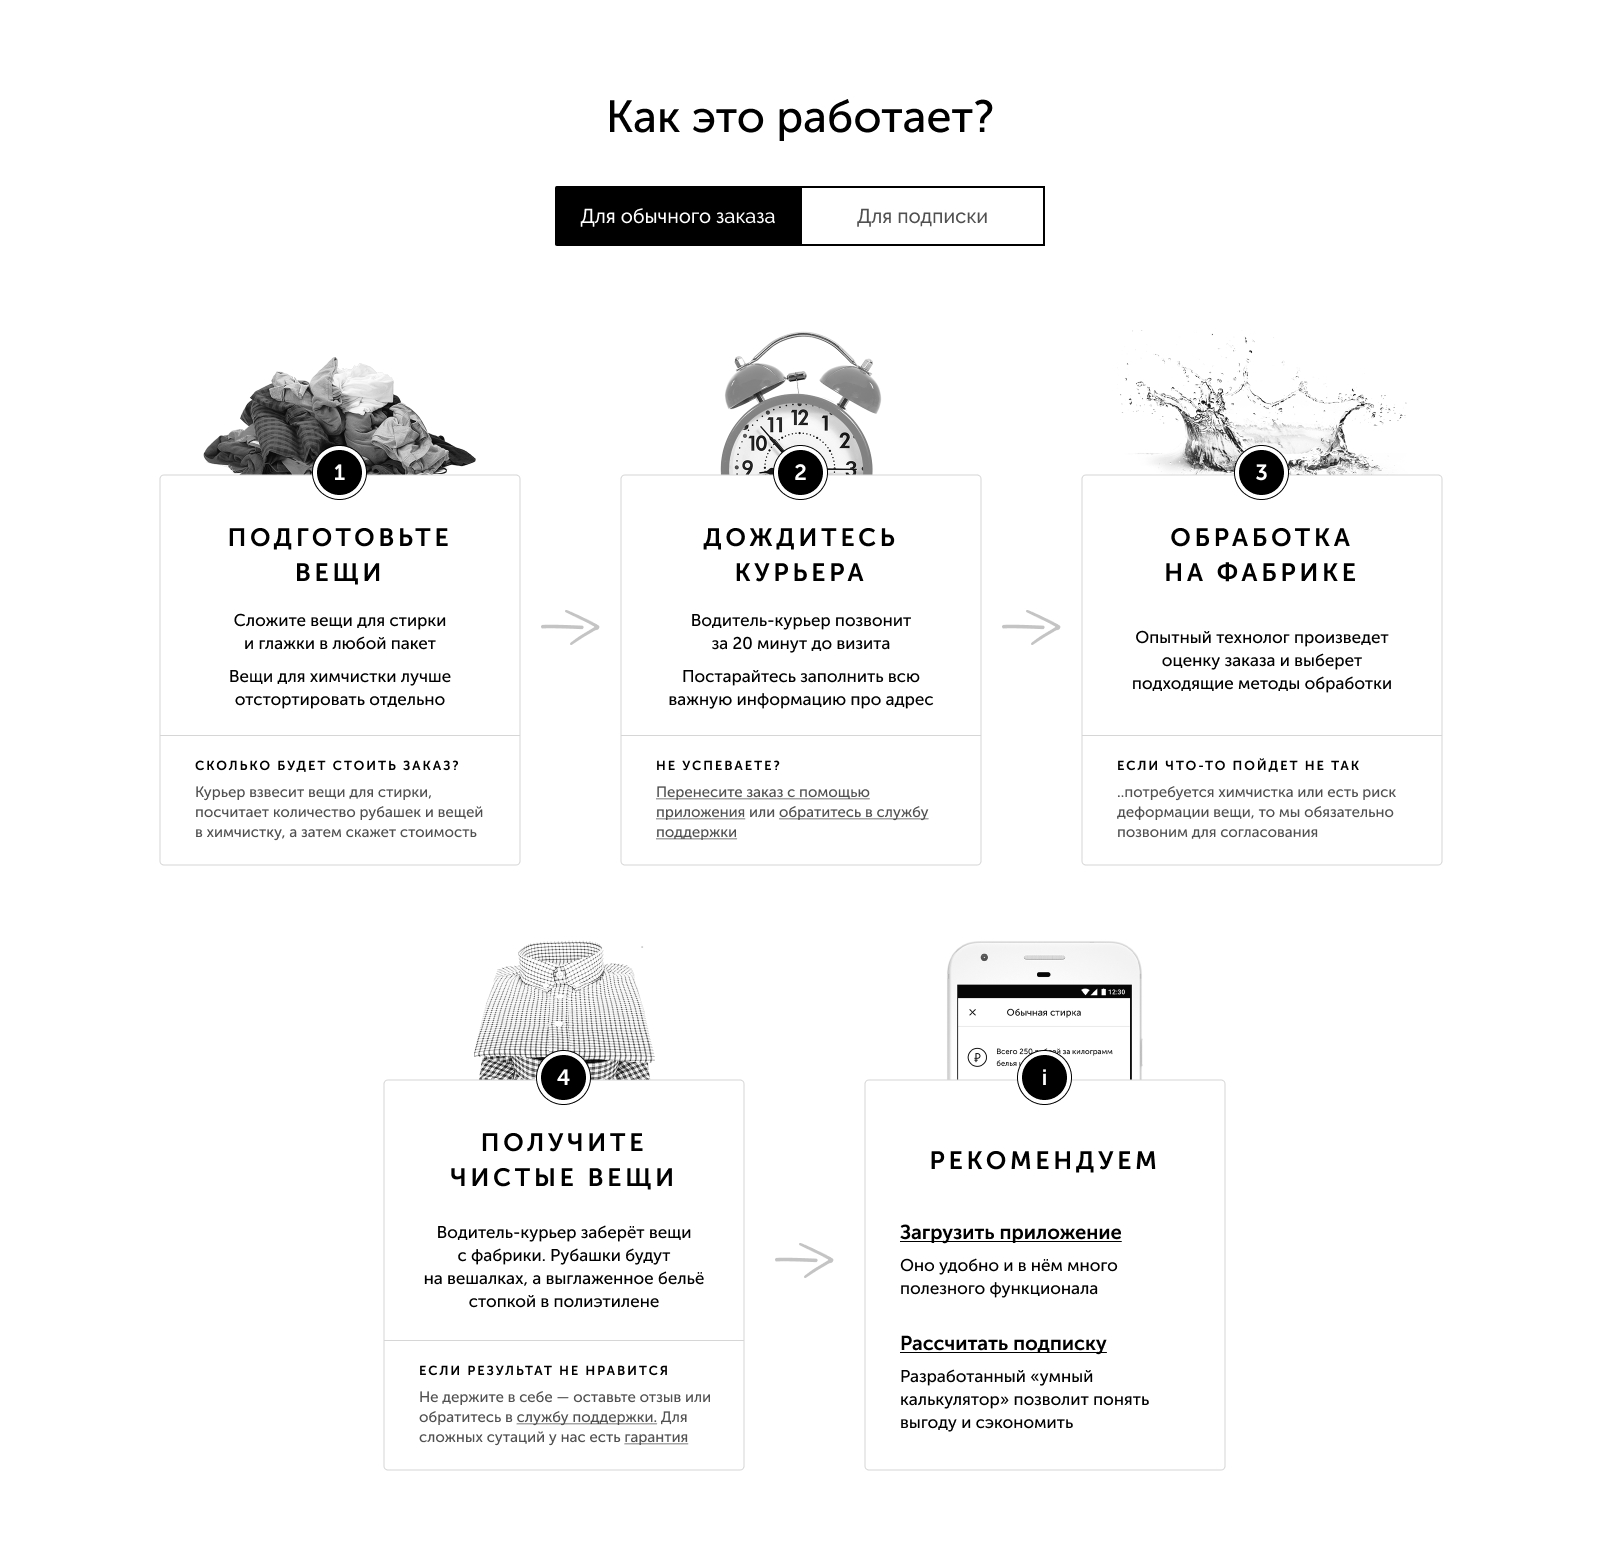 Как это работает?
Для обычного заказа
Для подписки
11 12 1
10 2
9 3
1
ПОДГОТОВЬТЕ
ВЕЩИ
Сложите вещи для стирки
и глажки в любой пакет
Вещи для химчистки лучше
отстортировать отдельно
СКОЛЬКО БУДЕТ СТОИТЬ ЗАКАЗ?
Курьер взвесит вещи для стирки,
посчитает количество рубашек и вещей
в химчистку, а затем скажет стоимость
2
ДОЖДИТЕСЬ
КУРЬЕРА
Водитель-курьер позвонит
за 20 минут до визита
Постарайтесь заполнить всю
важную информацию про адрес
НЕ УСПЕВАЕТЕ?
Перенесите заказ с помощью
приложения или обратитесь в службу
поддержки
3
ОБРАБОТКА
НА ФАБРИКЕ
Опытный технолог произведет
оценку заказа и выберет
подходящие методы обработки
ЕСЛИ ЧТО-ТО ПОЙДЕТ НЕ ТАК
..потребуется химчистка или есть риск
деформации вещи, то мы обязательно
позвоним для согласования
4
ПОЛУЧИТЕ
ЧИСТЫЕ ВЕЩИ
Водитель-курьер заберёт вещи
с фабрики. Рубашки будут
на вешалках, а выглаженное бельё
стопкой в полиэтилене
ЕСЛИ РЕЗУЛЬТАТ НЕ НРАВИТСЯ
Не держите в себе — оставьте отзыв или
обратитесь в службу поддержки. Для
сложных сутаций у нас есть гарантия
12:30
× Обычная стирка
₽ Всего 250 за килограмм
белья
i
РЕКОМЕНДУЕМ
Загрузить приложение
Оно удобно и в нём много
полезного функционала
Рассчитать подписку
Разработанный «умный
калькулятор» позволит понять
выгоду и сэкономить